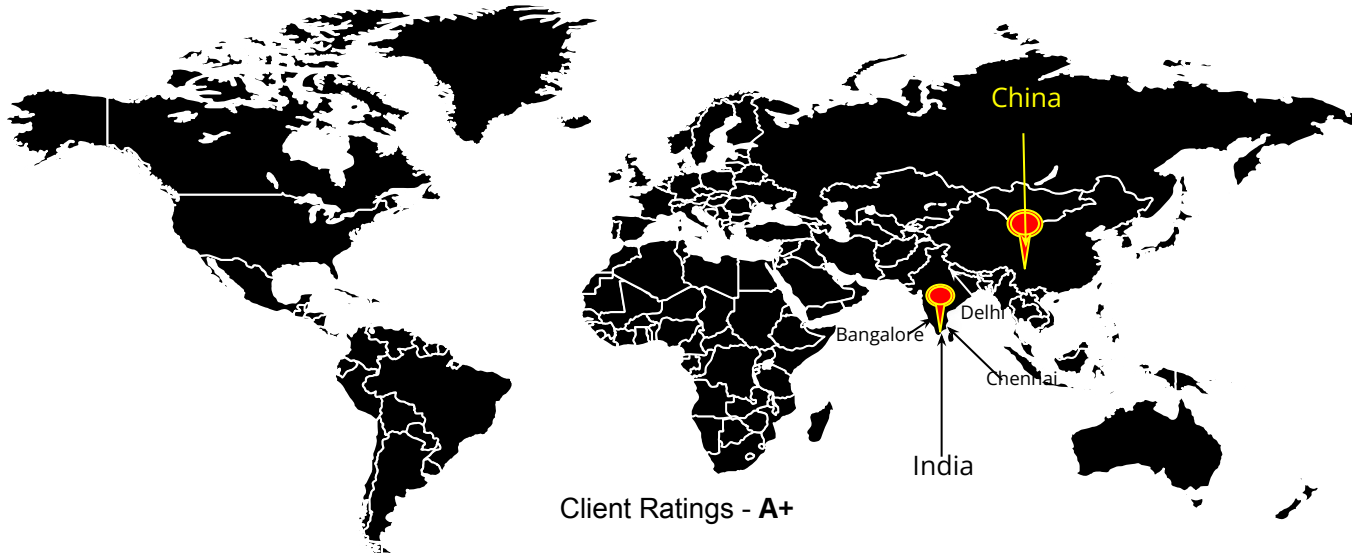 China
Delhi
Bangalore
Chennai
India
Client Ratings - A+